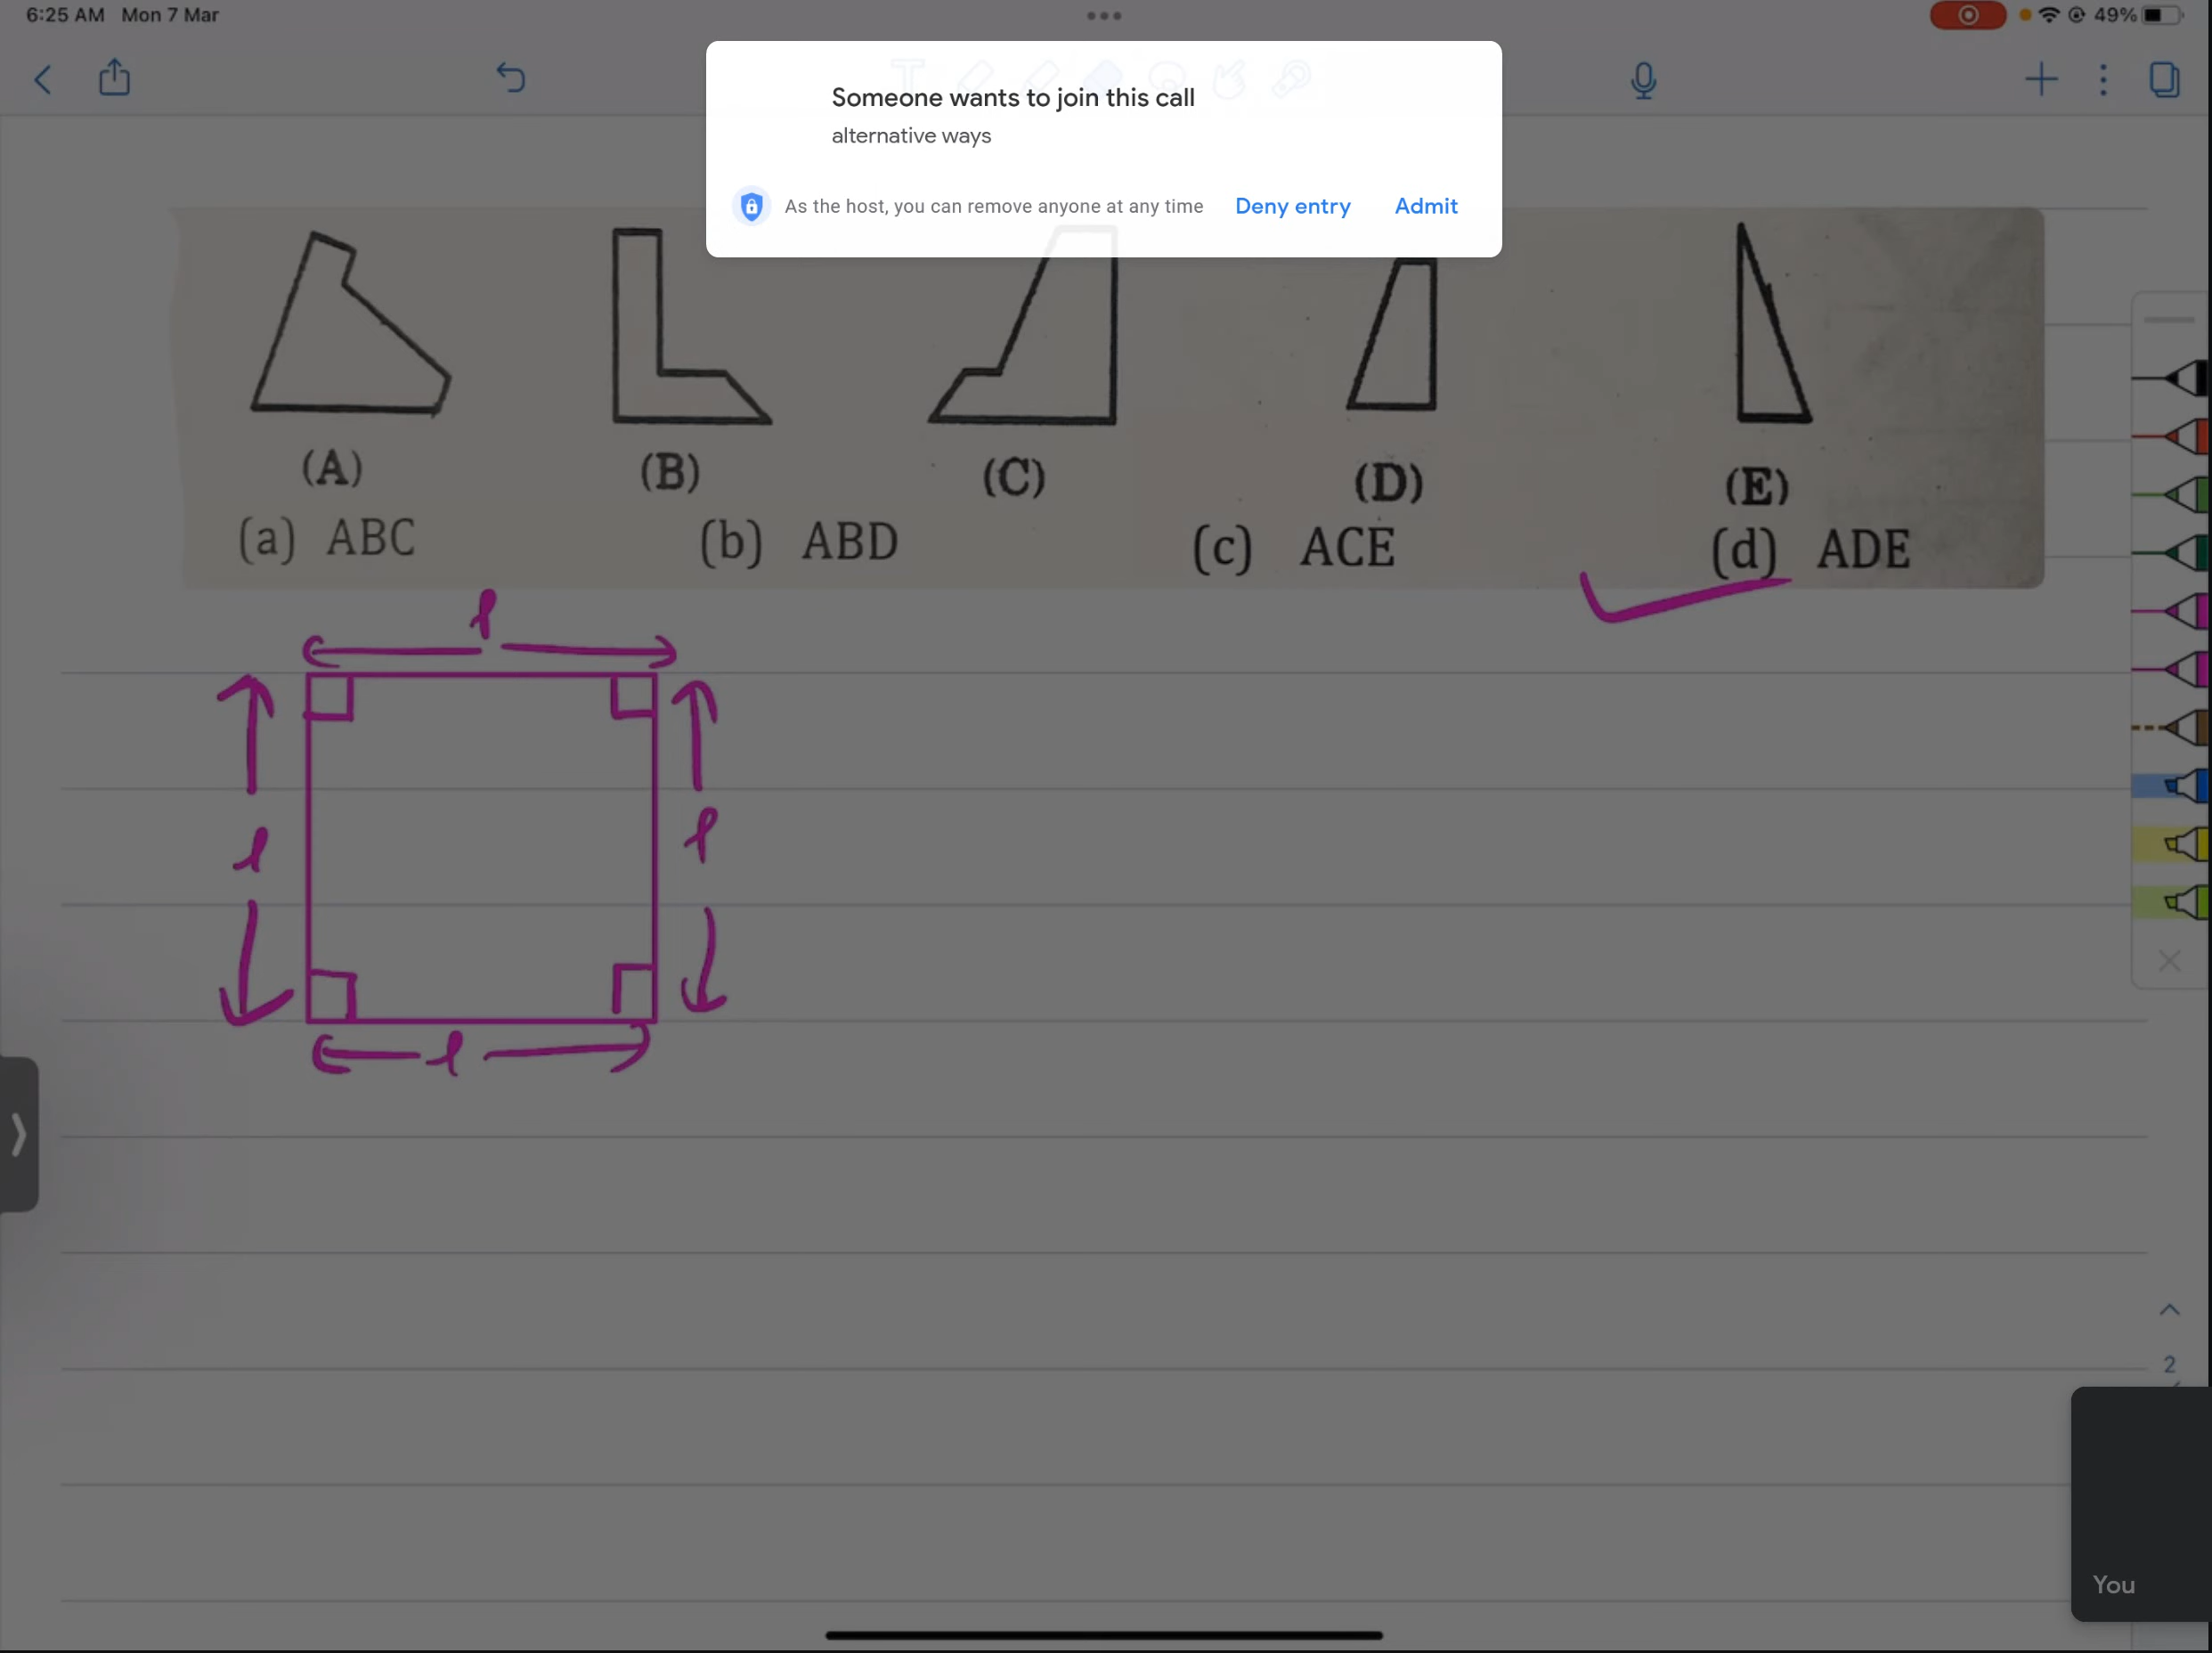 6:25 AM Mon 7 Mar
49%
Someone wants to join this call
alternative ways
As the host, you can remove anyone at any time Deny entry Admit
(A) (B) (C) (D) (E)
(a) ABC (b) ABD (c) ACE (d) ADE
l
l l
l
2
You